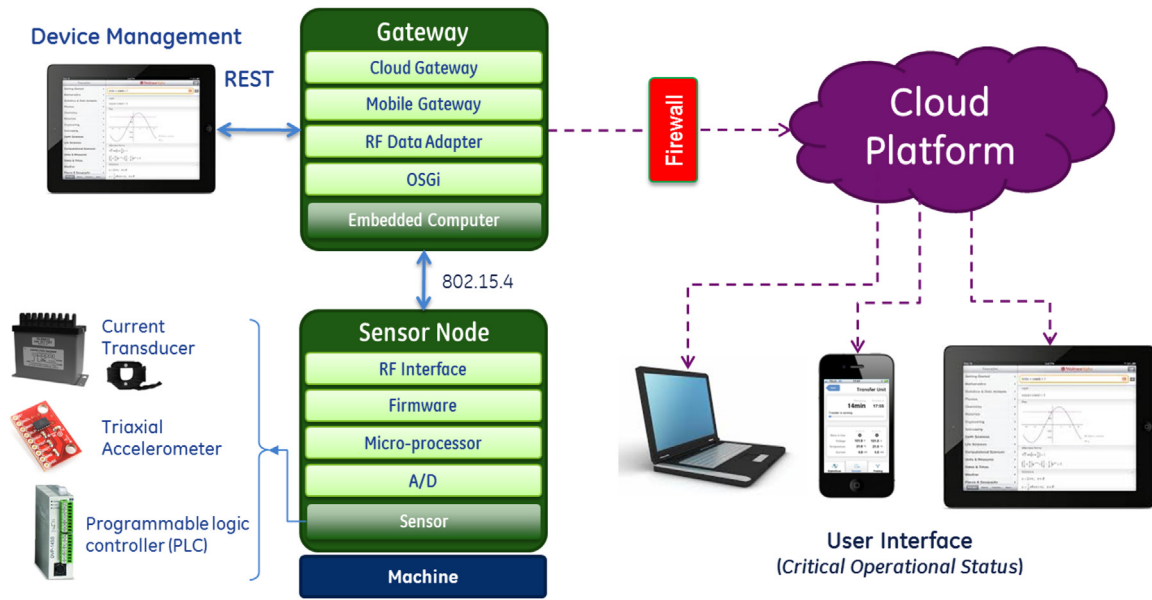 Device Management
REST
Gateway
Cloud Gateway
Mobile Gateway
RF Data Adapter
OSGi
Embedded Computer
Firewall
Cloud
Platform
802.15.4
Current
Transducer
Triaxial
Accelerometer
Programmable logic
controller (PLC)
Sensor Node
RF Interface
Firmware
Micro-processor
A/D
Sensor
Machine
Transfer Unit
14min
17:55
User Interface
(Critical Operational Status)